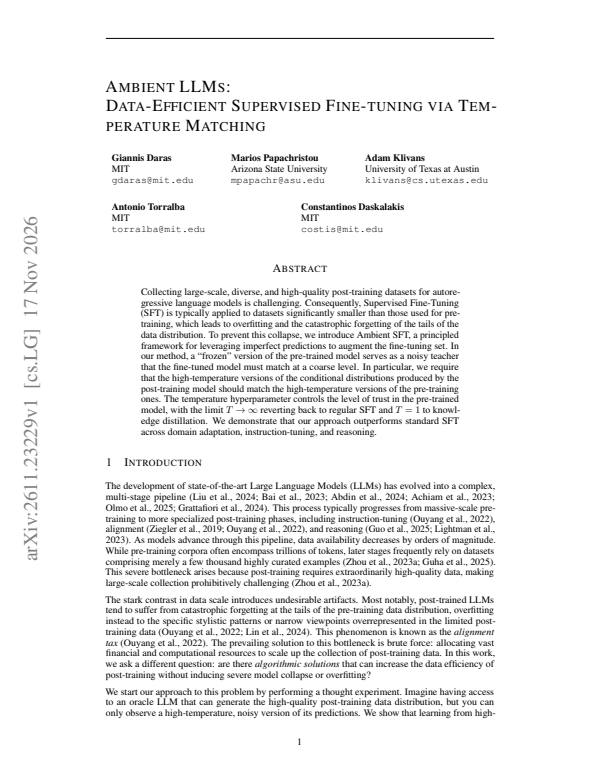 AMBIENT LLMS:
DATA-EFFICIENT SUPERVISED FINE-TUNING VIA TEM-
PERATURE MATCHING
Giannis Daras
MIT
gdaras@mit.edu
Marios Papachristou
Arizona State University
mpapachr@asu.edu
Adam Klivans
University of Texas at Austin
klivans@cs.utexas.edu
Antonio Torralba
MIT
torralba@mit.edu
Constantinos Daskalakis
MIT
costis@mit.edu
ABSTRACT
Collecting large-scale, diverse, and high-quality post-training datasets for autore-
gressive language models is challenging. Consequently, Supervised Fine-Tuning
(SFT) is typically applied to datasets significantly smaller than those used for pre-
training, which leads to overfitting and the catastrophic forgetting of the tails of the
data distribution. To prevent this collapse, we introduce Ambient SFT, a principled
framework for leveraging imperfect predictions to augment the fine-tuning set. In
our method, a “frozen” version of the pre-trained model serves as a noisy teacher
that the fine-tuned model must match at a coarse level. In particular, we require
that the high-temperature versions of the conditional distributions produced by the
post-training model should match the high-temperature versions of the pre-training
ones. The temperature hyperparameter controls the level of trust in the pre-trained
model, with the limit T → ∞ reverting back to regular SFT and T = 1 to knowl-
edge distillation. We demonstrate that our approach outperforms standard SFT
across domain adaptation, instruction-tuning, and reasoning.
1 INTRODUCTION
The development of state-of-the-art Large Language Models (LLMs) has evolved into a complex,
multi-stage pipeline (Liu et al., 2024; Bai et al., 2023; Abdin et al., 2024; Achiam et al., 2023;
Olmo et al., 2025; Grattafiori et al., 2024). This process typically progresses from massive-scale pre-
training to more specialized post-training phases, including instruction-tuning (Ouyang et al., 2022),
alignment (Ziegler et al., 2019; Ouyang et al., 2022), and reasoning (Guo et al., 2025; Lightman et al.,
2023). As models advance through this pipeline, data availability decreases by orders of magnitude.
While pre-training corpora often encompass trillions of tokens, later stages frequently rely on datasets
comprising merely a few thousand highly curated examples (Zhou et al., 2023a; Guha et al., 2025).
This severe bottleneck arises because post-training requires extraordinarily high-quality data, making
large-scale collection prohibitively challenging (Zhou et al., 2023a).
The stark contrast in data scale introduces undesirable artifacts. Most notably, post-trained LLMs
tend to suffer from catastrophic forgetting at the tails of the pre-training data distribution, overfitting
instead to the specific stylistic patterns or narrow viewpoints overrepresented in the limited post-
training data (Ouyang et al., 2022; Lin et al., 2024). This phenomenon is known as the alignment
tax (Ouyang et al., 2022). The prevailing solution to this bottleneck is brute force: allocating vast
financial and computational resources to scale up the collection of post-training data. In this work,
we ask a different question: are there algorithmic solutions that can increase the data efficiency of
post-training without inducing severe model collapse or overfitting?
We start our approach to this problem by performing a thought experiment. Imagine having access
to an oracle LLM that can generate the high-quality post-training data distribution, but you can
only observe a high-temperature, noisy version of its predictions. We show that learning from high-
1
arXiv:2611.23229v1 [cs.LG] 17 Nov 2026